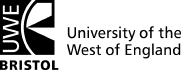 UWE
BRISTOL
University of the
West of England